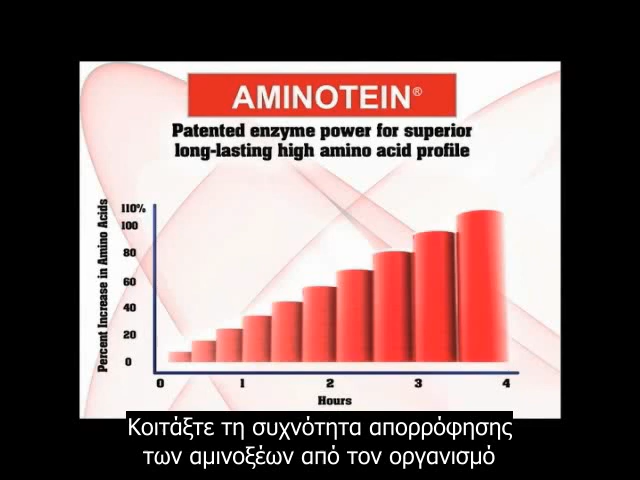 AMINOTEIN®
Patented enzyme power for superior
long-lasting high amino acid profile
Percent Increase in Amino Acids
110%
100
80
60
40
20
0
0 1 2 3 4
Hours
Κοιτάξτε τη συχνότητα απορρόφησης
των αμινοξέων από τον οργανισμό